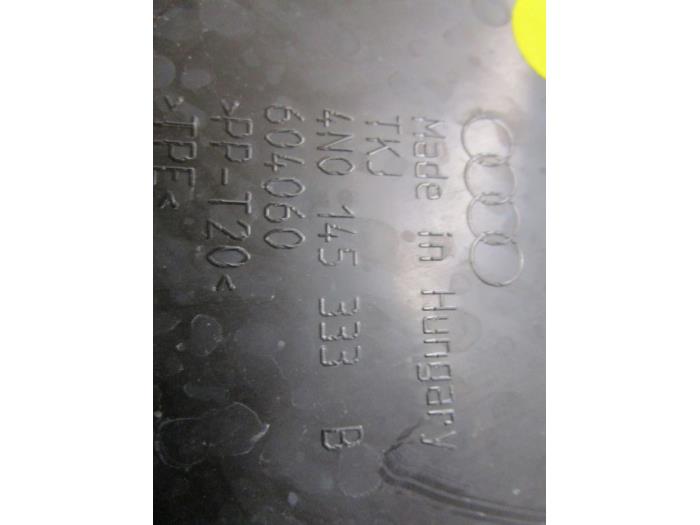 Made in Hungary
TKJ
4N0 145 333 B
604060
>PP-T20<
>TPE<